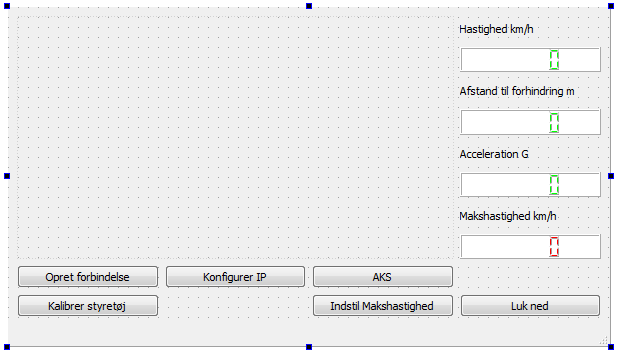 Hastighed km/h
0
Afstand til forhindring m
0
Acceleration G
0
Makshastighed km/h
0
Opret forbindelse
Konfigurer IP
AKS
Kalibrer styretøj
Indstil Makshastighed
Luk ned